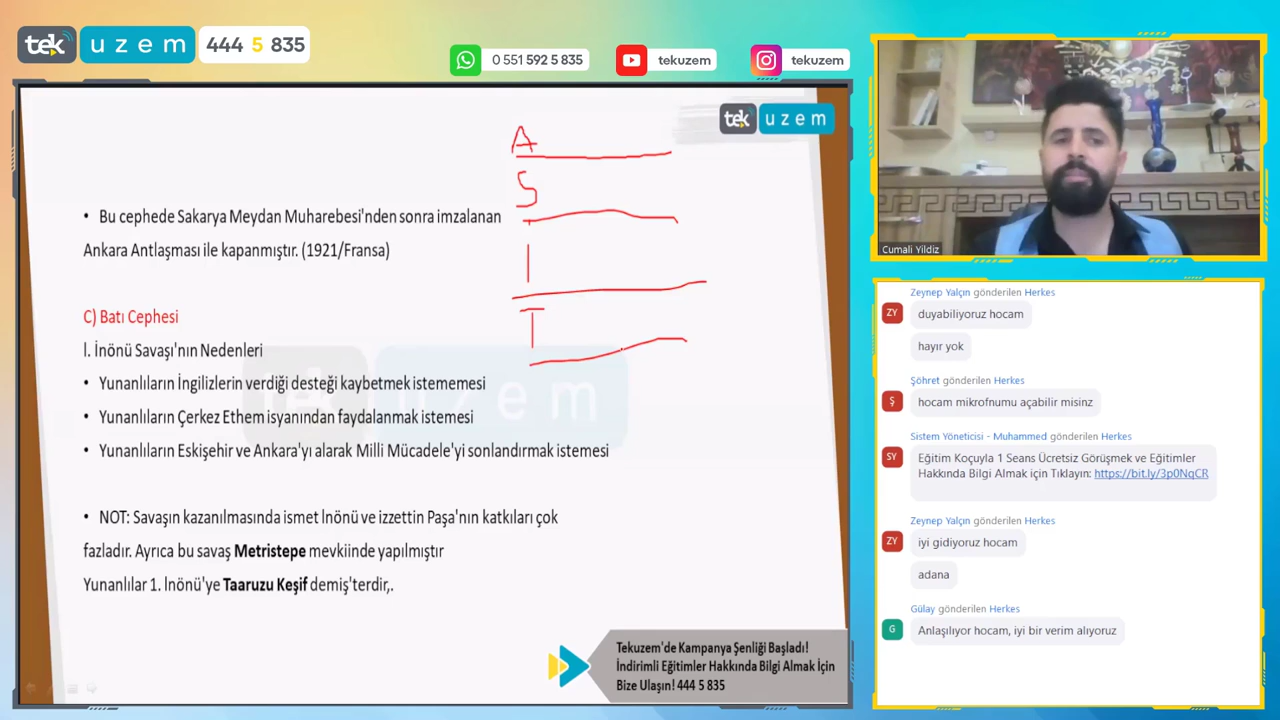 tek uzem 444 5 835
0 551 592 5 835
tekuzem
tekuzem
tek uzem
A
S
I
T
• Bu cephede Sakarya Meydan Muharebesi'nden sonra imzalanan
Ankara Antlaşması ile kapanmıştır. (1921/Fransa)
C) Batı Cephesi
l. İnönü Savaşı'nın Nedenleri
• Yunanlıların İngilizlerin verdiği desteği kaybetmek istememesi
• Yunanlıların Çerkez Ethem isyanından faydalanmak istemesi
• Yunanlıların Eskişehir ve Ankara'yı alarak Milli Mücadele'yi sonlandırmak istemesi
• NOT: Savaşın kazanılmasında ismet lnönü ve izzettin Paşa'nın katkıları çok
fazladır. Ayrıca bu savaş Metristepe mevkiinde yapılmıştır
Yunanlılar 1. lnönü'ye Taaruzu Keşif demiş'terdir,.
tek uzem
Tekuzem'de Kampanya Şenliği Başladı!
İndirimli Eğitimler Hakkında Bilgi Almak İçin
Bize Ulaşın! 444 5 835
Cumali Yildiz
Zeynep Yalçın gönderilen Herkes
ZY
duyabiliyoruz hocam
hayır yok
Şöhret gönderilen Herkes
Ş
hocam mikrofnumu açabilir misinz
Sistem Yöneticisi - Muhammed gönderilen Herkes
SY
Eğitim Koçuyla 1 Seans Ücretsiz Görüşmek ve Eğitimler
Hakkında Bilgi Almak için Tıklayın: https://bit.ly/3p0NqCR
Zeynep Yalçın gönderilen Herkes
ZY
iyi gidiyoruz hocam
adana
Gülay gönderilen Herkes
G
Anlaşılıyor hocam, iyi bir verim alıyoruz